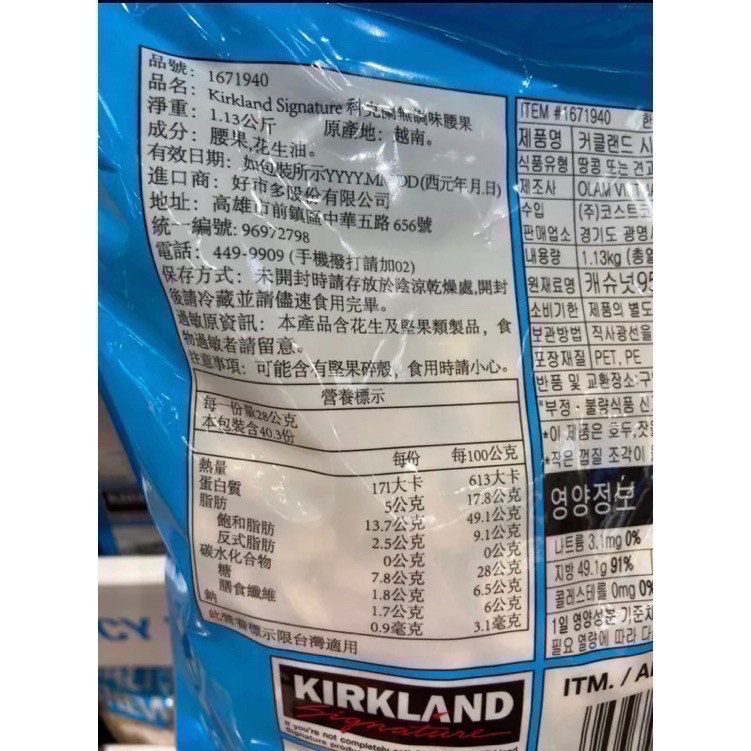 品號: 1671940
品名: Kirkland Signature 科克蘭無調味腰果
淨重: 1.13公斤 原產地: 越南。
成分: 腰果,花生油。
有效日期: 如包裝所示YYYY.MM.DD(西元年.月.日)
進口商: 好市多股份有限公司
地址: 高雄市前鎮區中華五路 656號
統一編號: 96972798
電話: 449-9909 (手機撥打請加02)
保存方式: 未開封時請存放於陰涼乾燥處,開封
後請冷藏並請儘速食用完畢。
過敏原資訊: 本產品含花生及堅果類製品, 食
物過敏者請留意。
注意事項: 可能含有堅果碎殼, 食用時請小心。
營養標示
每一份量28公克
本包裝含40.3份
每份 每100公克
熱量 171大卡 613大卡
蛋白質 5公克 17.8公克
脂肪 13.7公克 49.1公克
飽和脂肪 2.5公克 9.1公克
反式脂肪 0公克 0公克
碳水化合物 7.8公克 28公克
糖 1.8公克 6.5公克
膳食纖維 1.7公克 6公克
鈉 0.9毫克 3.1毫克
此營養標示限台灣適用
ITEM #1671940 한
제품명 커클랜드 시
식품유형 땅콩 또는 견과
제조사 OLAM
수입 (주)코스트코
판매업소 경기도 광명
내용량 1.13kg (총열
원재료명 캐슈넛95
소비기한 제품의 별도
보관방법 직사광선을
포장재질 PET, PE
반품 및 교환장소:구
"부정·불량식품 신
*이 제품은 호두,잣
*작은 껍질 조각이
영양정보
나트륨 3.1mg 0%
지방 49.1g 91%
콜레스테롤 0mg 0%
1일 영양성분 기준치
필요 열량에 따라 다
ITM. / A
KIRKLAND
Signature
If you're not completely
Signature
CY